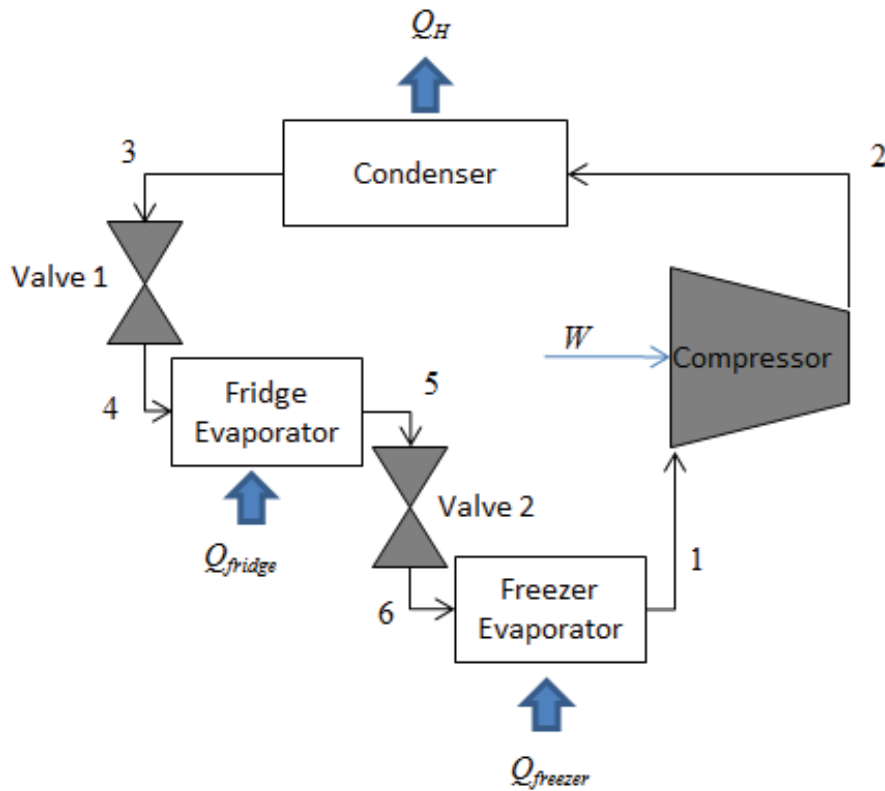 Q_H
3
2
Condenser
Valve 1
W
Compressor
4
Fridge
Evaporator
5
Valve 2
Q_fridge
1
6
Freezer
Evaporator
Q_freezer